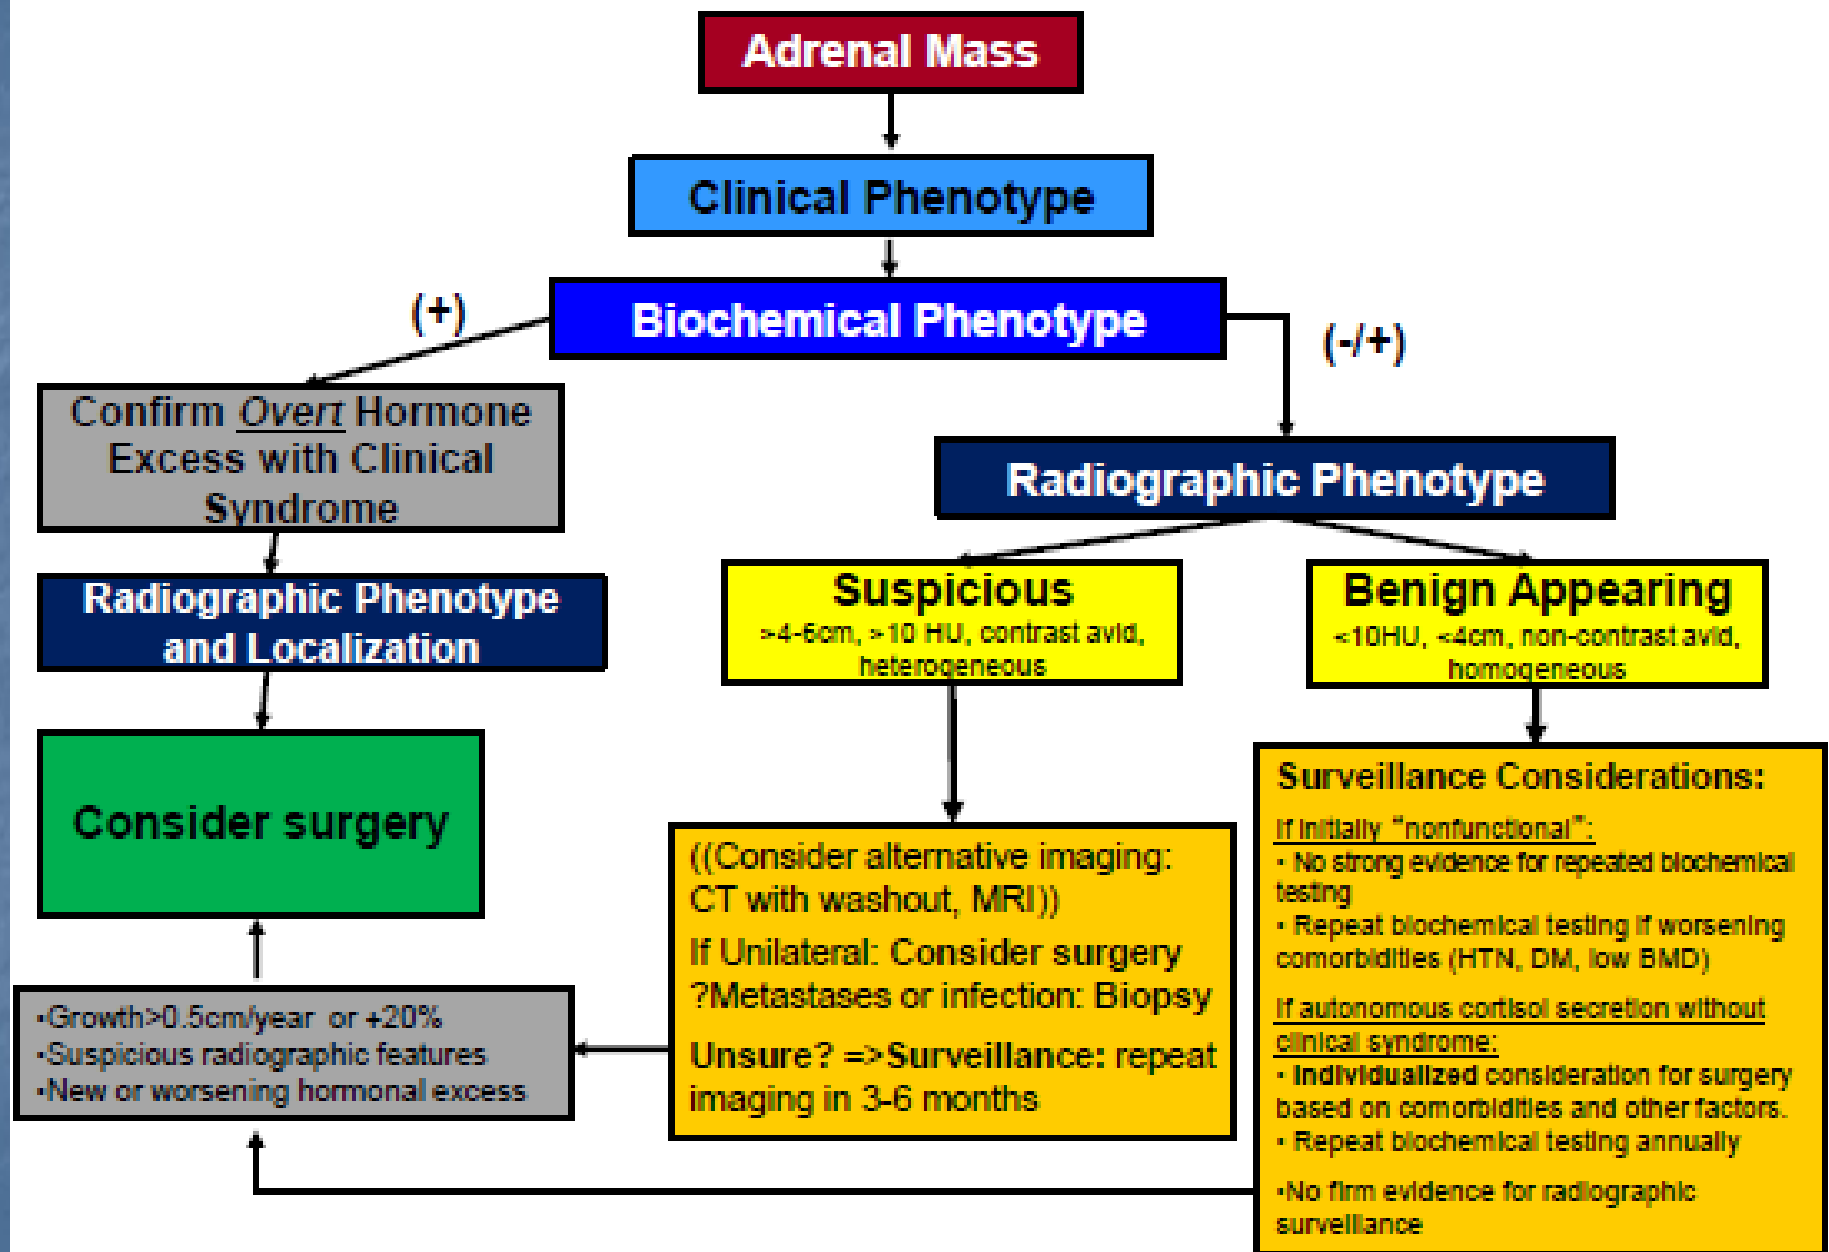 Adrenal Mass
Clinical Phenotype
Biochemical Phenotype
(+)
(-/+)
Confirm Overt Hormone
Excess with Clinical
Syndrome
Radiographic Phenotype
Radiographic Phenotype
and Localization
Suspicious
>4-6cm, >10 HU, contrast avid,
heterogeneous
Benign Appearing
<10HU, <4cm, non-contrast avid,
homogeneous
Consider surgery
((Consider alternative imaging:
CT with washout, MRI))
If Unilateral: Consider surgery
?Metastases or infection: Biopsy
Unsure? =>Surveillance: repeat
imaging in 3-6 months
Surveillance Considerations:
If initially "nonfunctional":
• No strong evidence for repeated biochemical
testing
• Repeat biochemical testing if worsening
comorbidities (HTN, DM, low BMD)
If autonomous cortisol secretion without
clinical syndrome:
• Individualized consideration for surgery
based on comorbidities and other factors.
• Repeat biochemical testing annually
•No firm evidence for radiographic
surveillance
•Growth>0.5cm/year or +20%
•Suspicious radiographic features
•New or worsening hormonal excess